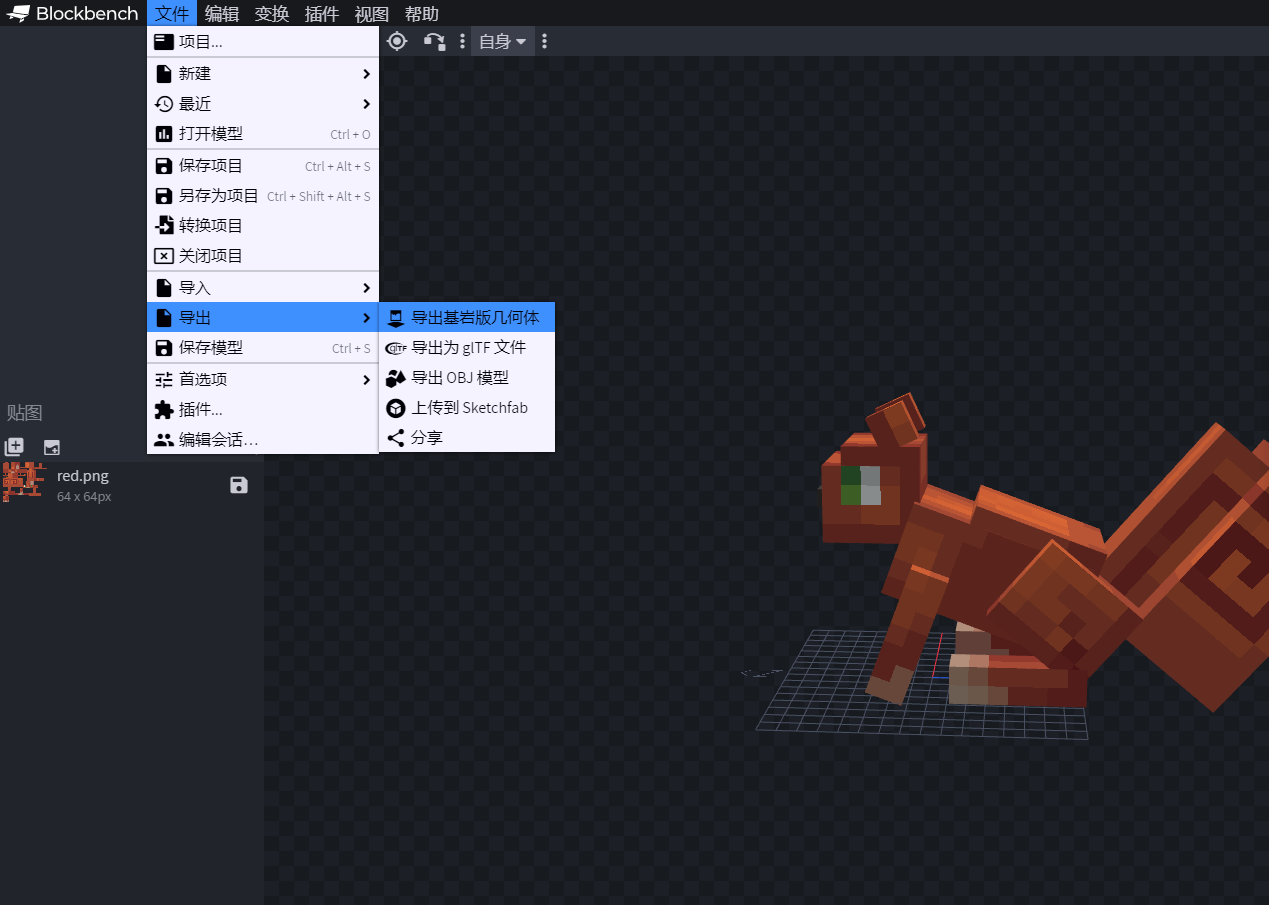 Blockbench 文件 编辑 变换 插件 视图 帮助
自身
项目...
新建
最近
打开模型 Ctrl + O
保存项目 Ctrl + Alt + S
另存为项目 Ctrl + Shift + Alt + S
转换项目
关闭项目
导入
导出
保存模型 Ctrl + S
首选项
插件...
编辑会话...
导出基岩版几何体
glTF 导出为 glTF 文件
导出 OBJ 模型
上传到 Sketchfab
分享
贴图
red.png
64 x 64px